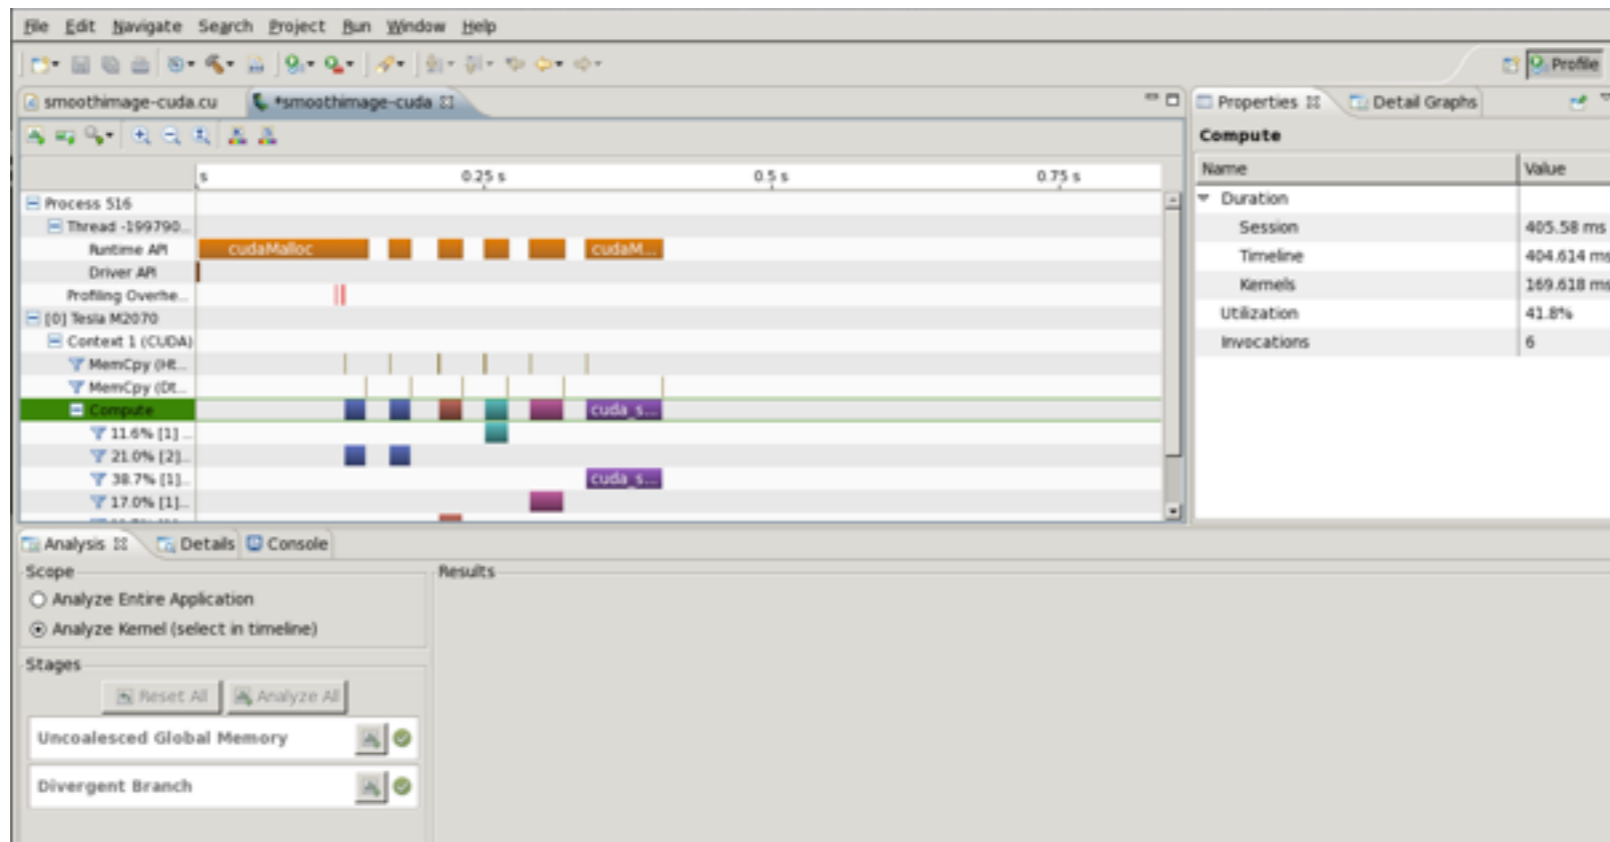 File Edit Navigate Search Project Run Window Help
Profile
smoothimage-cuda.cu *smoothimage-cuda
Properties Detail Graphs
Compute
Name Value
s 0.25 s 0.5 s 0.75 s
Process 516
Duration
Thread -199790...
Session 405.58 ms
Runtime API cudaMalloc cudaM...
Timeline 404.614 ms
Driver API
Kernels 169.618 ms
Profiling Overhe...
Utilization 41.8%
[0] Tesla M2070
Invocations 6
Context 1 (CUDA)
MemCpy (Ht...
MemCpy (Dt...
Compute cuda_s...
11.6% [1] ...
21.0% [2]...
38.7% [1]... cuda_s...
17.0% [1]...
Analysis Details Console
Scope
Results
Analyze Entire Application
Analyze Kernel (select in timeline)
Stages
Reset All Analyze All
Uncoalesced Global Memory
Divergent Branch